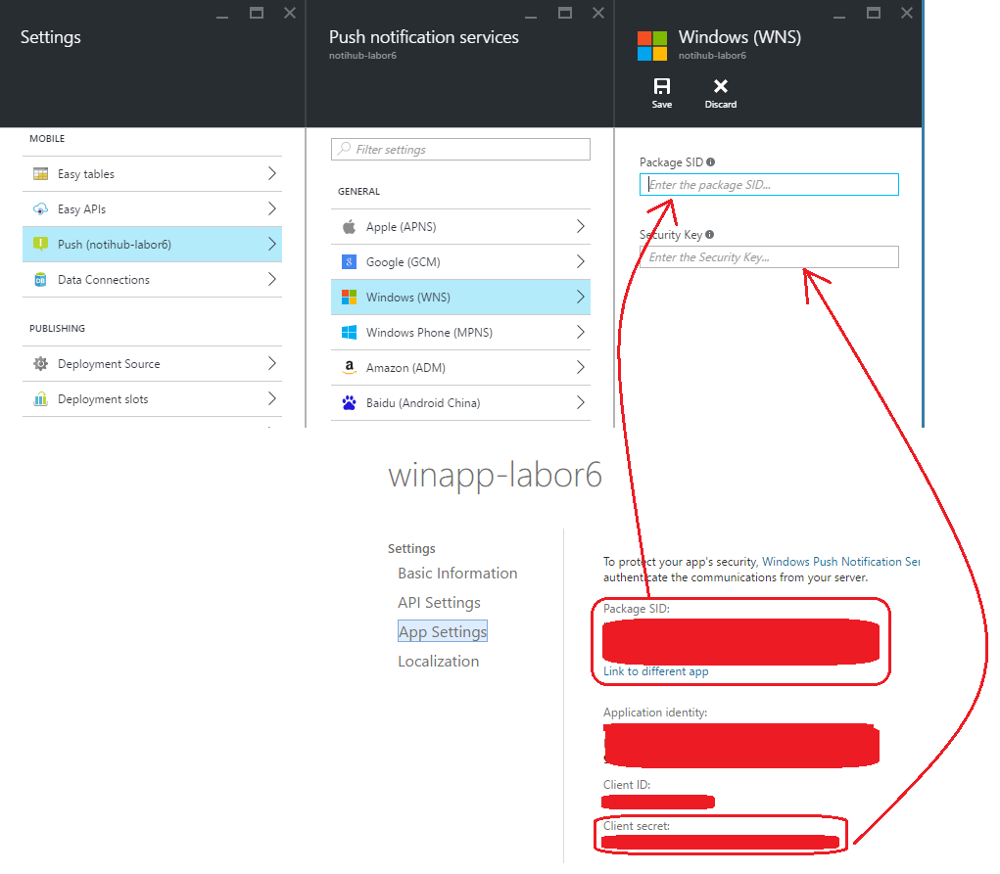 Settings
MOBILE
Easy tables
Easy APIs
Push (notihub-labor6)
Data Connections
PUBLISHING
Deployment Source
Deployment slots
Push notification services
notihub-labor6
Filter settings
GENERAL
Apple (APNS)
Google (GCM)
Windows (WNS)
Windows Phone (MPNS)
Amazon (ADM)
Baidu (Android China)
Windows (WNS)
notihub-labor6
Save
Discard
Package SID
Enter the package SID...
Security Key
Enter the Security Key...
winapp-labor6
Settings
Basic Information
API Settings
App Settings
Localization
To protect your app's security, Windows Push Notification Ser
authenticate the communications from your server.
Package SID:
Link to different app
Application identity:
Client ID:
Client secret: